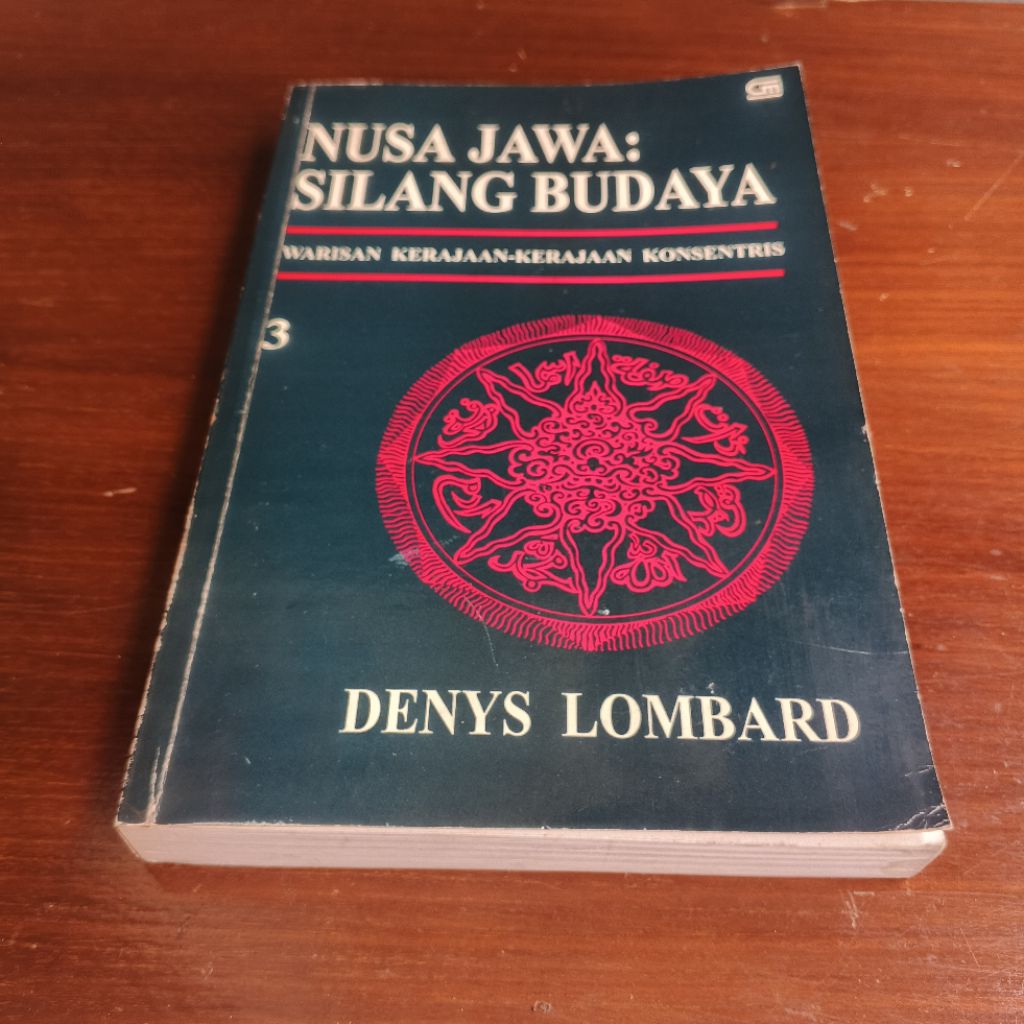 NUSA JAWA:
SILANG BUDAYA
WARISAN KERAJAAN-KERAJAAN KONSENTRIS
3
DENYS LOMBARD